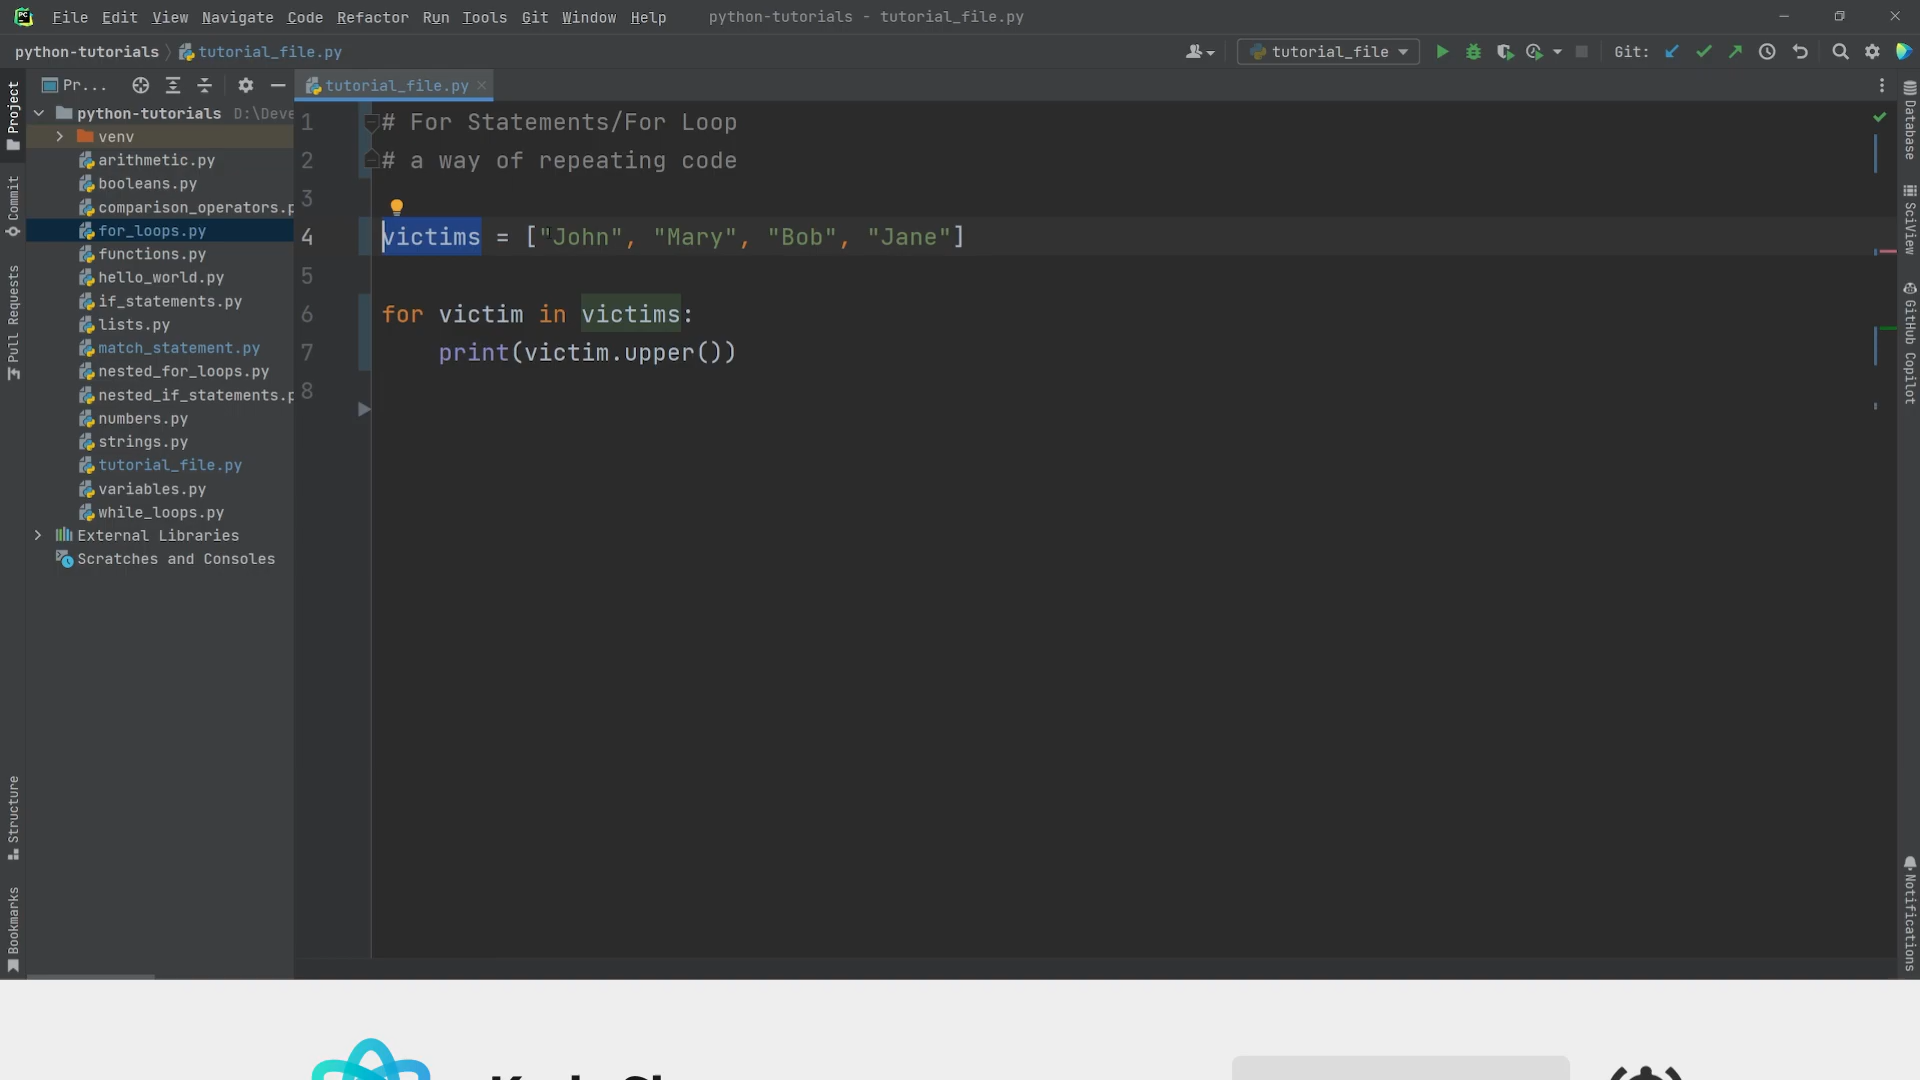 File Edit View Navigate Code Refactor Run Tools Git Window Help python-tutorials - tutorial_file.py
python-tutorials tutorial_file.py tutorial_file Git:
Pr... tutorial_file.py
Project
Commit
Pull Requests
Structure
Bookmarks
python-tutorials D:\Deve
venv
arithmetic.py
booleans.py
comparison_operators.p
for_loops.py
functions.py
hello_world.py
if_statements.py
lists.py
match_statement.py
nested_for_loops.py
nested_if_statements.p
numbers.py
strings.py
tutorial_file.py
variables.py
while_loops.py
External Libraries
Scratches and Consoles
1 # For Statements/For Loop
2 # a way of repeating code
3
4 victims = ["John", "Mary", "Bob", "Jane"]
5
6 for victim in victims:
7 print(victim.upper())
8
Database
SciView
GitHub Copilot
Notifications